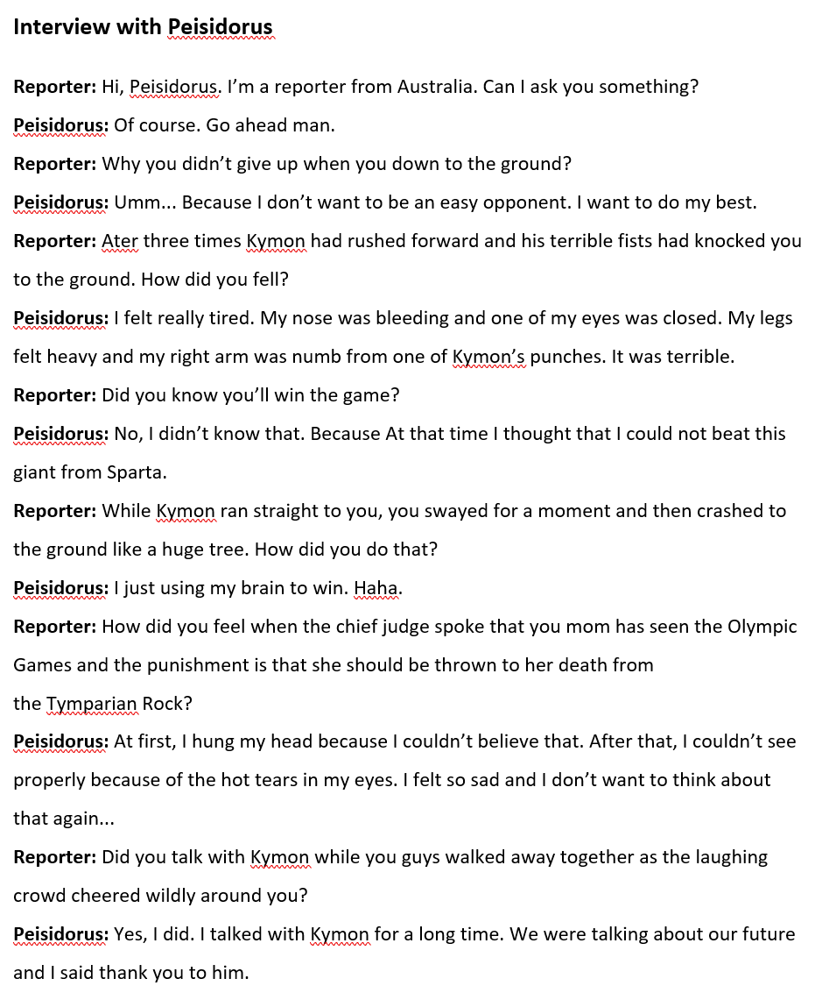 Interview with Peisidorus
Reporter: Hi, Peisidorus. I’m a reporter from Australia. Can I ask you something?
Peisidorus: Of course. Go ahead man.
Reporter: Why you didn’t give up when you down to the ground?
Peisidorus: Umm... Because I don’t want to be an easy opponent. I want to do my best.
Reporter: Ater three times Kymon had rushed forward and his terrible fists had knocked you
to the ground. How did you fell?
Peisidorus: I felt really tired. My nose was bleeding and one of my eyes was closed. My legs
felt heavy and my right arm was numb from one of Kymon’s punches. It was terrible.
Reporter: Did you know you’ll win the game?
Peisidorus: No, I didn’t know that. Because At that time I thought that I could not beat this
giant from Sparta.
Reporter: While Kymon ran straight to you, you swayed for a moment and then crashed to
the ground like a huge tree. How did you do that?
Peisidorus: I just using my brain to win. Haha.
Reporter: How did you feel when the chief judge spoke that you mom has seen the Olympic
Games and the punishment is that she should be thrown to her death from
the Tymparian Rock?
Peisidorus: At first, I hung my head because I couldn’t believe that. After that, I couldn’t see
properly because of the hot tears in my eyes. I felt so sad and I don’t want to think about
that again...
Reporter: Did you talk with Kymon while you guys walked away together as the laughing
crowd cheered wildly around you?
Peisidorus: Yes, I did. I talked with Kymon for a long time. We were talking about our future
and I said thank you to him.